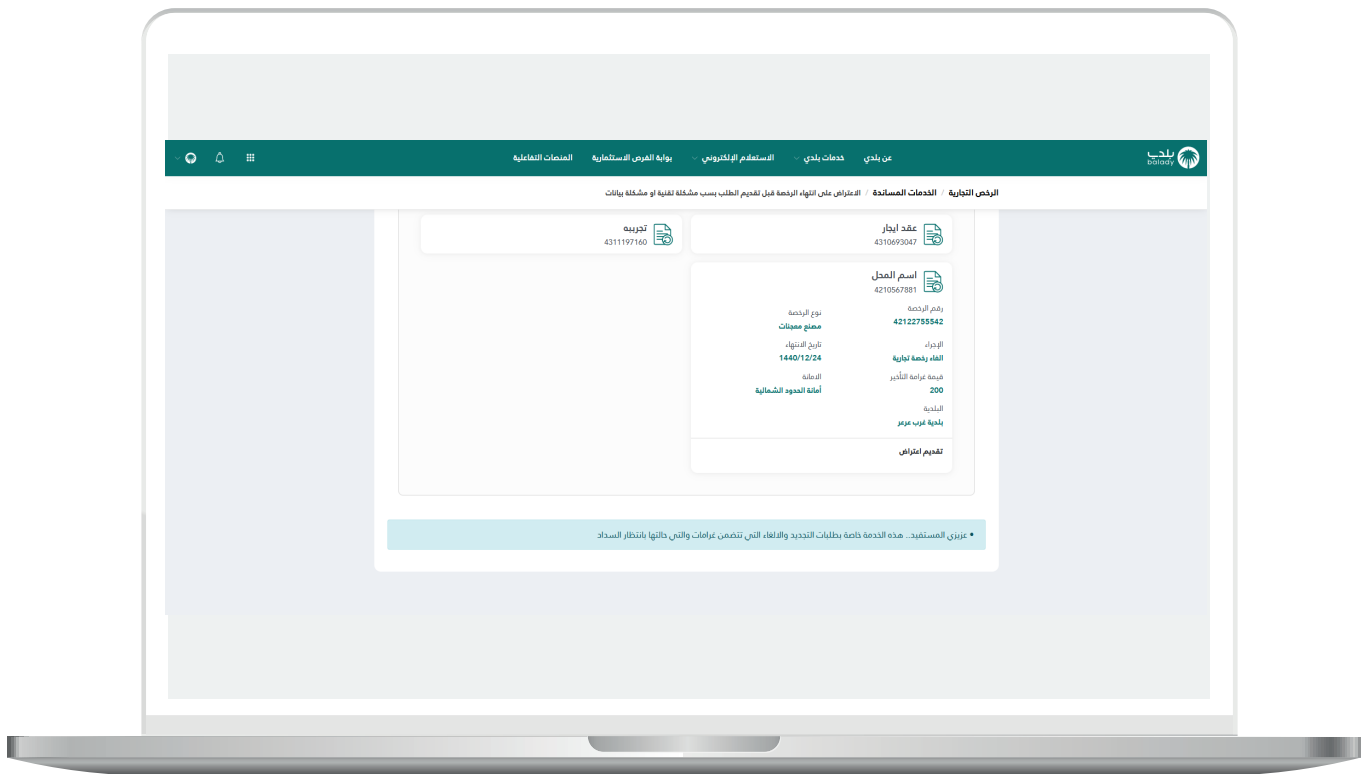 بلدي
balady
عن بلدي
خدمات بلدي
الاستعلام الإلكتروني
بوابة الفرص الاستثمارية
المنصات التفاعلية
الرخص التجارية / الخدمات المساندة / الاعتراض على انتهاء الرخصة قبل تقديم الطلب بسب مشكلة تقنية او مشكلة بيانات
عقد ايجار
4310693047
تجربيه
4311197160
اسم المحل
4210567881
رقم الرخصة
42122755542
نوع الرخصة
مصنع معجنات
الإجراء
الغاء رخصة تجارية
تاريخ الانتهاء
1440/12/24
قيمة غرامة التأخير
200
الامانة
أمانة الحدود الشمالية
البلدية
بلدية غرب عرعر
تقديم اعتراض
• عزيزي المستفيد.. هذه الخدمة خاصة بطلبات التجديد والالغاء التي تتضمن غرامات والتي حالتها بانتظار السداد